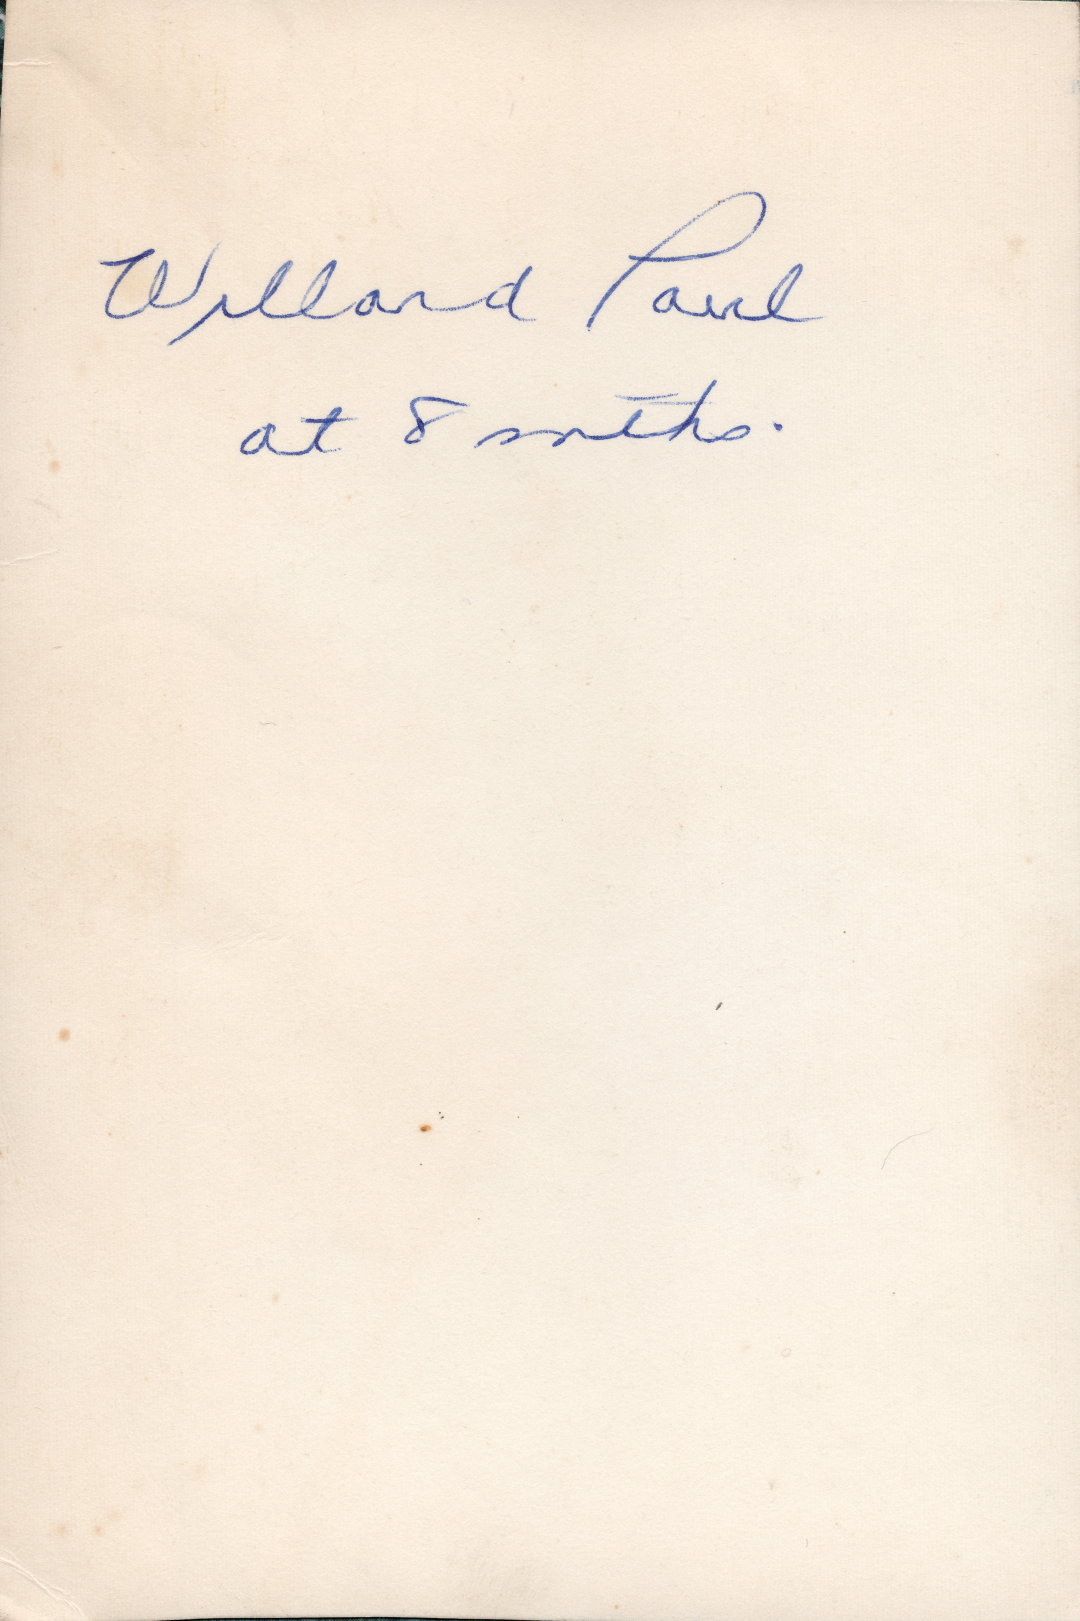 Willard Paul
at 8 mths.